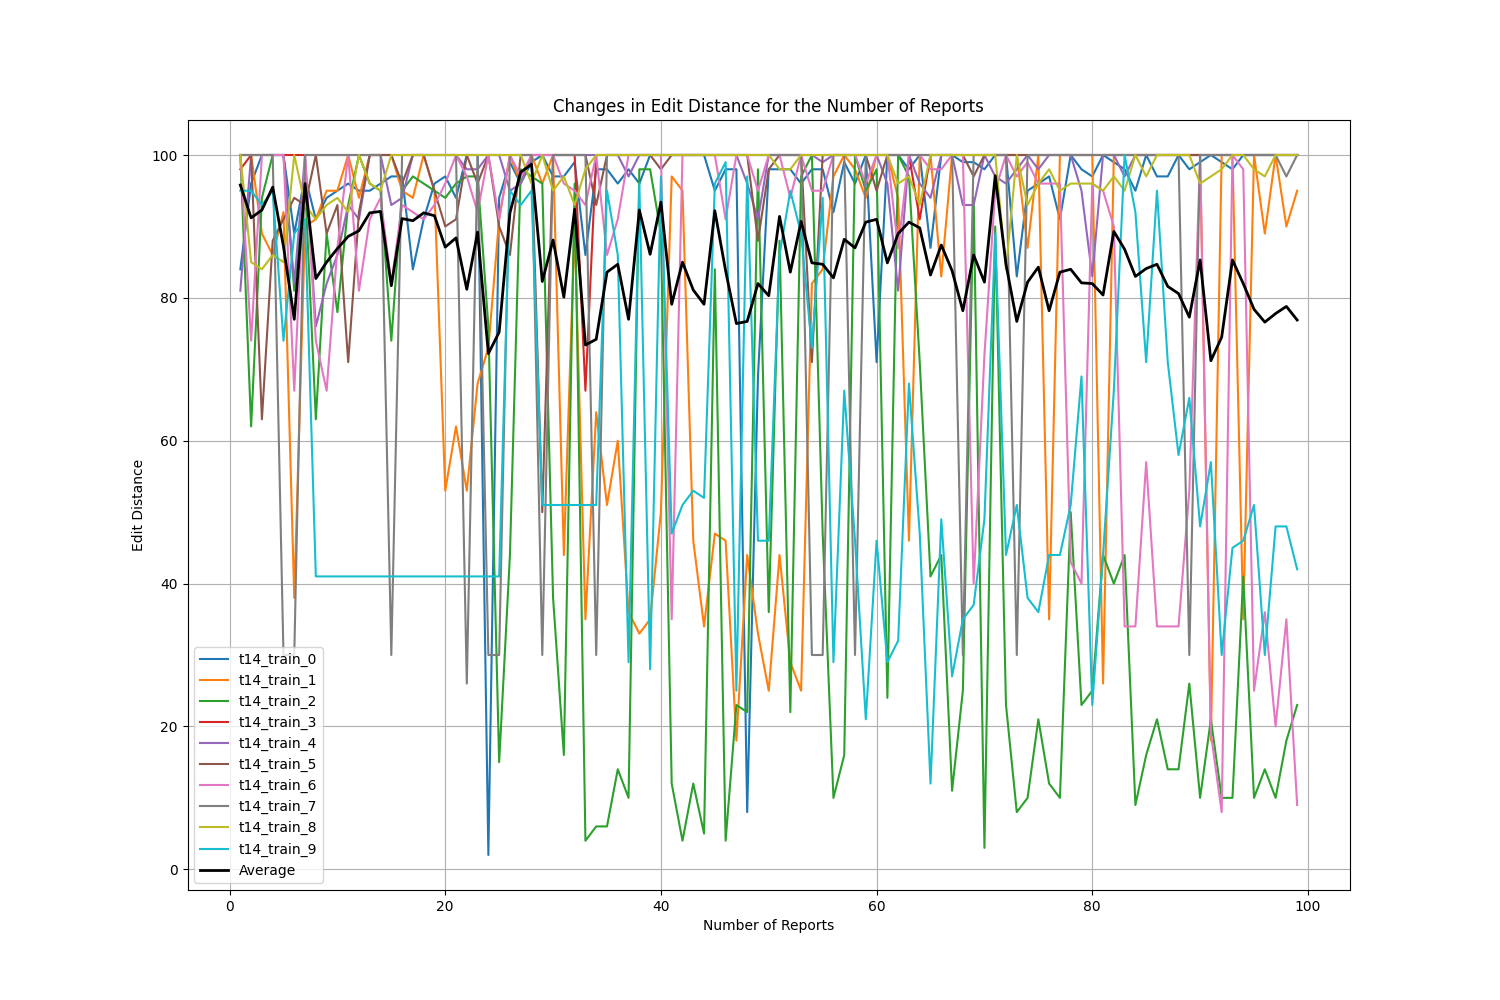 Changes in Edit Distance for the Number of Reports
Edit Distance
100
80
60
40
20
0
t14_train_0
t14_train_1
t14_train_2
t14_train_3
t14_train_4
t14_train_5
t14_train_6
t14_train_7
t14_train_8
t14_train_9
Average
0 20 40 60 80 100
Number of Reports